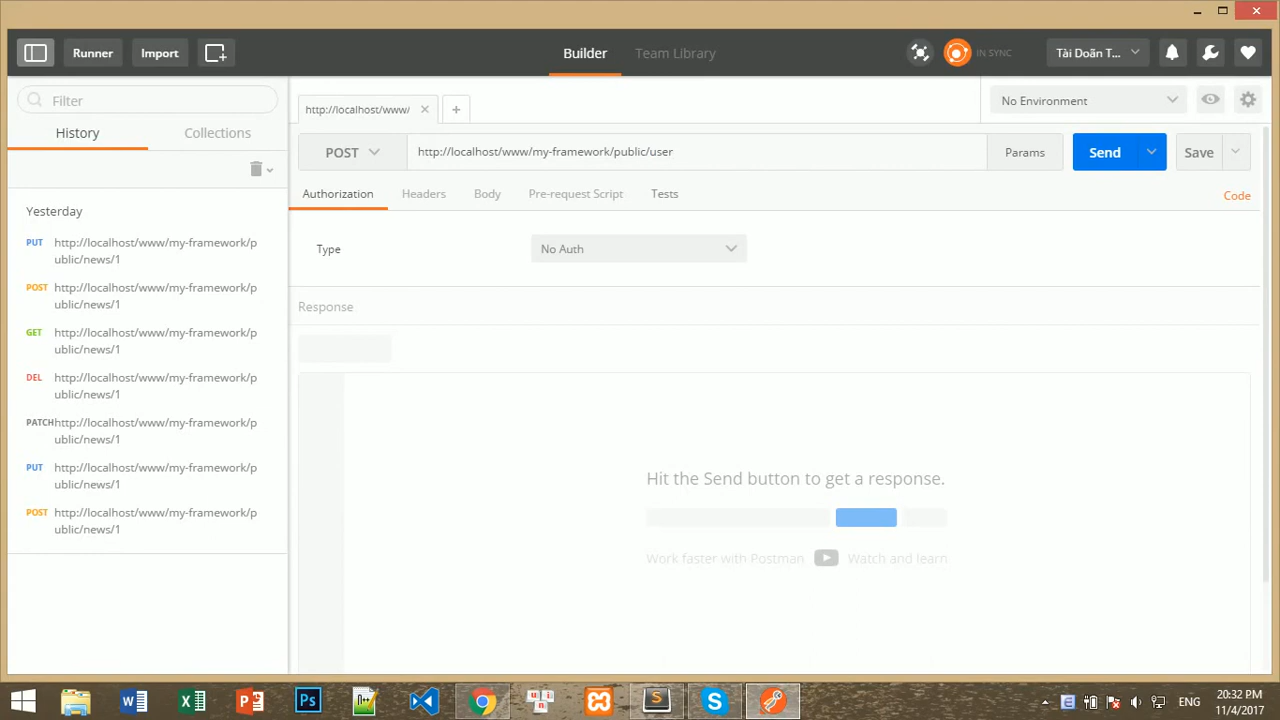 Runner
Import
Builder
Team Library
IN SYNC
Tài Doãn T...
Filter
History
Collections
http://localhost/www/
+
No Environment
POST
http://localhost/www/my-framework/public/user
Params
Send
Save
Authorization
Headers
Body
Pre-request Script
Tests
Code
Type
No Auth
Response
Yesterday
PUT http://localhost/www/my-framework/p
ublic/news/1
POST http://localhost/www/my-framework/p
ublic/news/1
GET http://localhost/www/my-framework/p
ublic/news/1
DEL http://localhost/www/my-framework/p
ublic/news/1
PATCH http://localhost/www/my-framework/p
ublic/news/1
PUT http://localhost/www/my-framework/p
ublic/news/1
POST http://localhost/www/my-framework/p
ublic/news/1
Hit the Send button to get a response.
Work faster with Postman
Watch and learn
ENG
20:32 PM
11/4/2017